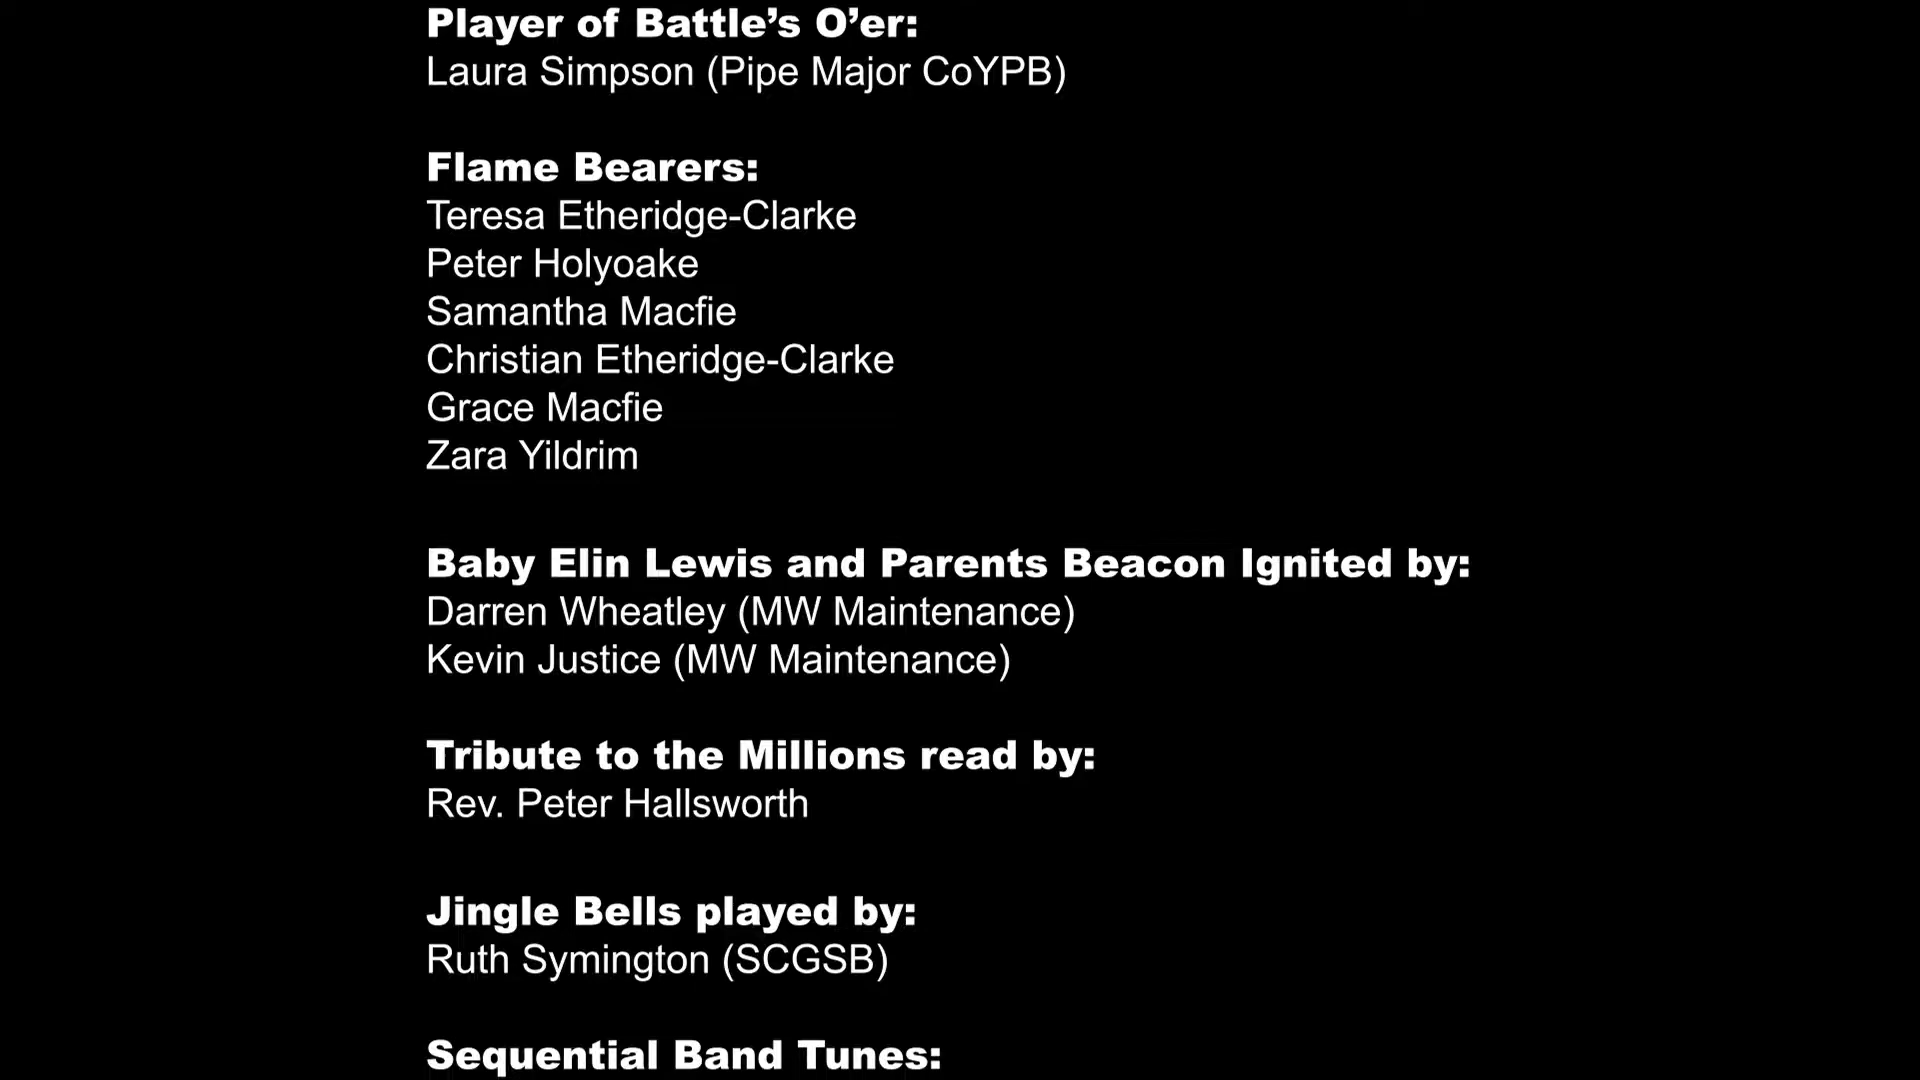 Player of Battle’s O’er:
Laura Simpson (Pipe Major CoYPB)
Flame Bearers:
Teresa Etheridge-Clarke
Peter Holyoake
Samantha Macfie
Christian Etheridge-Clarke
Grace Macfie
Zara Yildrim
Baby Elin Lewis and Parents Beacon Ignited by:
Darren Wheatley (MW Maintenance)
Kevin Justice (MW Maintenance)
Tribute to the Millions read by:
Rev. Peter Hallsworth
Jingle Bells played by:
Ruth Symington (SCGSB)
Sequential Band Tunes: